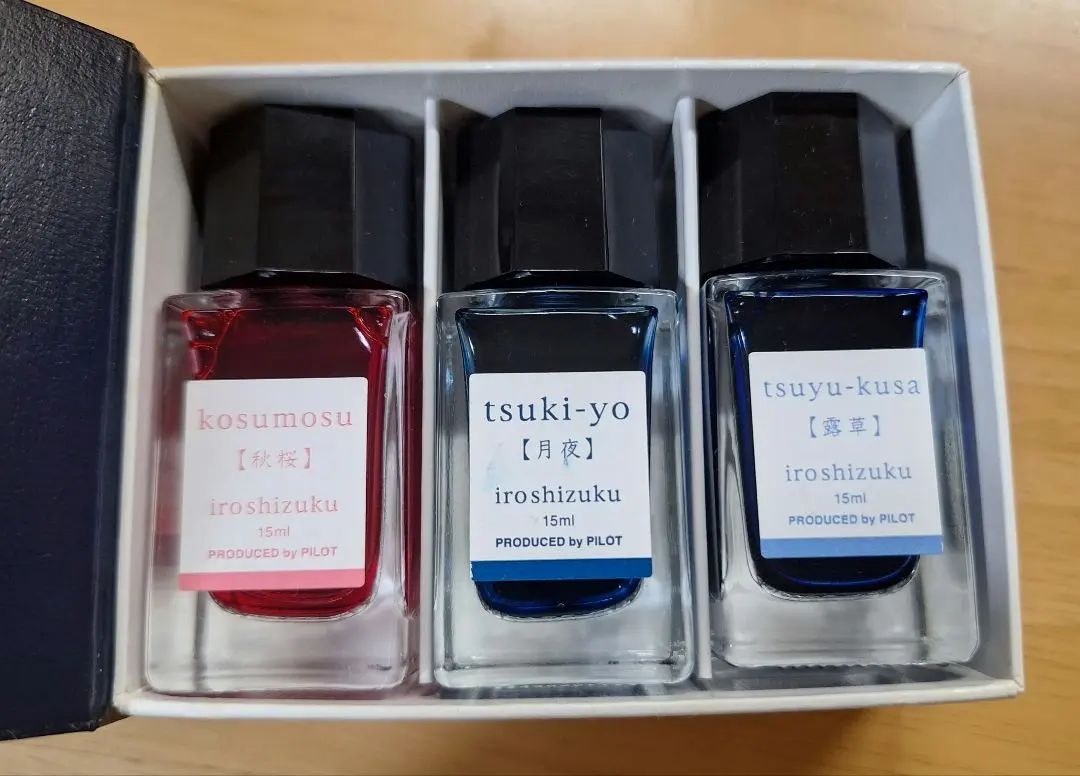 kosumosu
【秋桜】
iroshizuku
15ml
PRODUCED by PILOT
tsuki-yo
【月夜】
iroshizuku
15ml
PRODUCED by PILOT
tsuyu-kusa
【露草】
iroshizuku
15ml
PRODUCED by PILOT